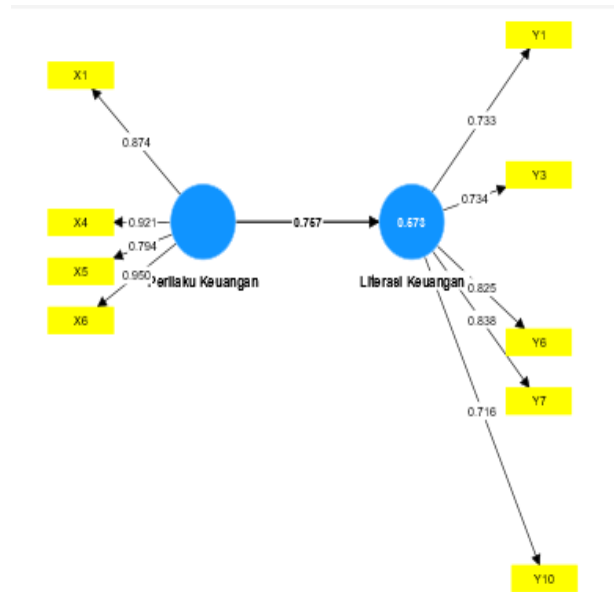 Y1
X1
0.874
0.733
Y3
0.734
X4
0.921
0.757
0.573
0.794
X5
0.950
Perilaku Keuangan
Literasi Keuangan
0.825
X6
0.838
Y6
Y7
0.716
Y10